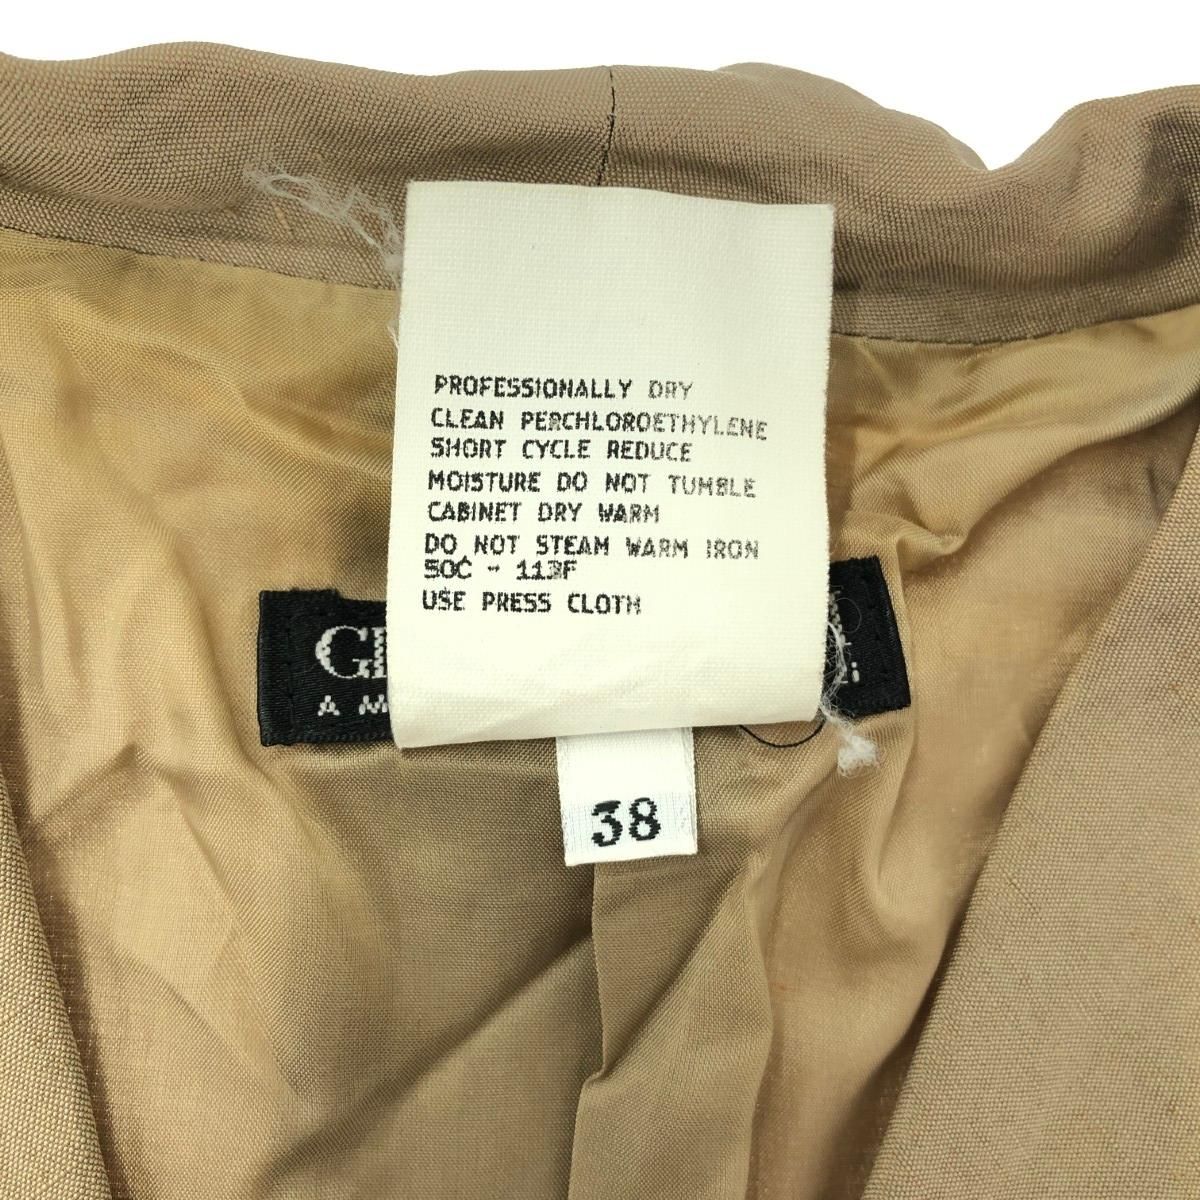 PROFESSIONALLY DRY
CLEAN PERCHLOROETHYLENE
SHORT CYCLE REDUCE
MOISTURE DO NOT TUMBLE
CABINET DRY WARM
DO NOT STEAM WARM IRON
50C - 113F
USE PRESS CLOTH
A
38